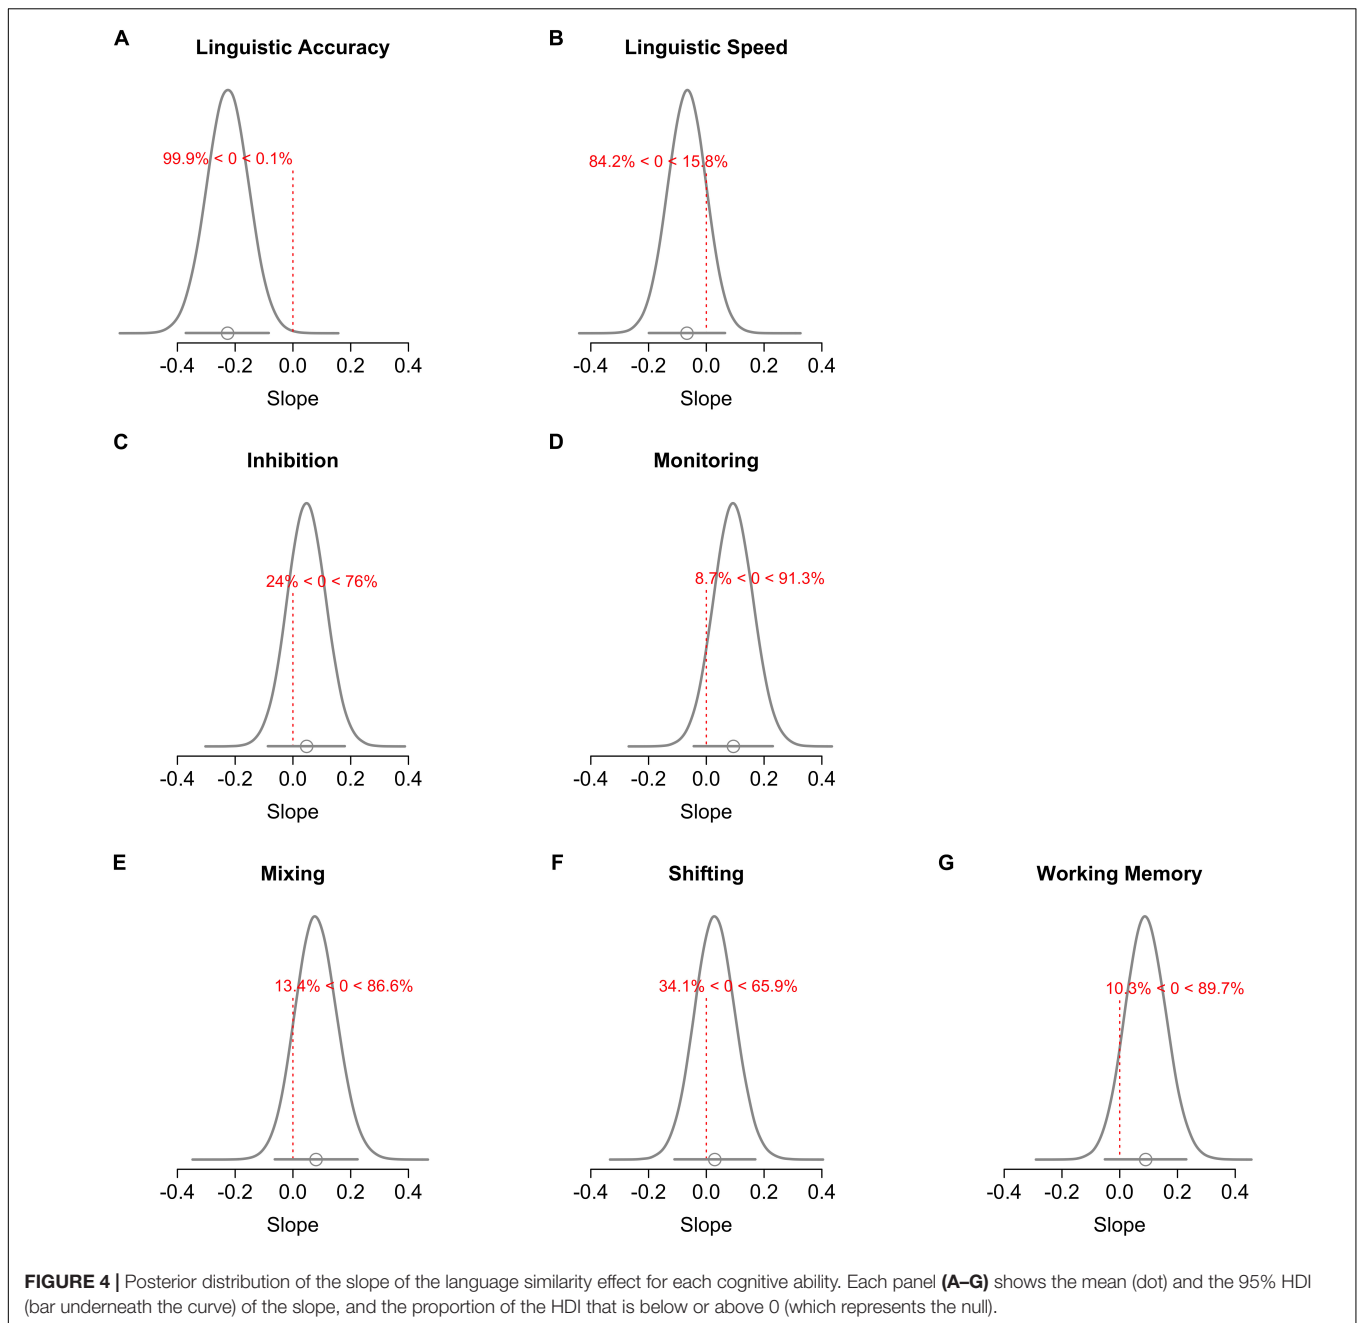 A
Linguistic Accuracy
99.9% < 0 < 0.1%
-0.4 -0.2 0.0 0.2 0.4
Slope
B
Linguistic Speed
84.2% < 0 < 15.8%
-0.4 -0.2 0.0 0.2 0.4
Slope
C
Inhibition
24% < 0 < 76%
-0.4 -0.2 0.0 0.2 0.4
Slope
D
Monitoring
8.7% < 0 < 91.3%
-0.4 -0.2 0.0 0.2 0.4
Slope
E
Mixing
13.4% < 0 < 86.6%
-0.4 -0.2 0.0 0.2 0.4
Slope
F
Shifting
34.1% < 0 < 65.9%
-0.4 -0.2 0.0 0.2 0.4
Slope
G
Working Memory
10.3% < 0 < 89.7%
-0.4 -0.2 0.0 0.2 0.4
Slope
FIGURE 4 | Posterior distribution of the slope of the language similarity effect for each cognitive ability. Each panel (A–G) shows the mean (dot) and the 95% HDI
(bar underneath the curve) of the slope, and the proportion of the HDI that is below or above 0 (which represents the null).